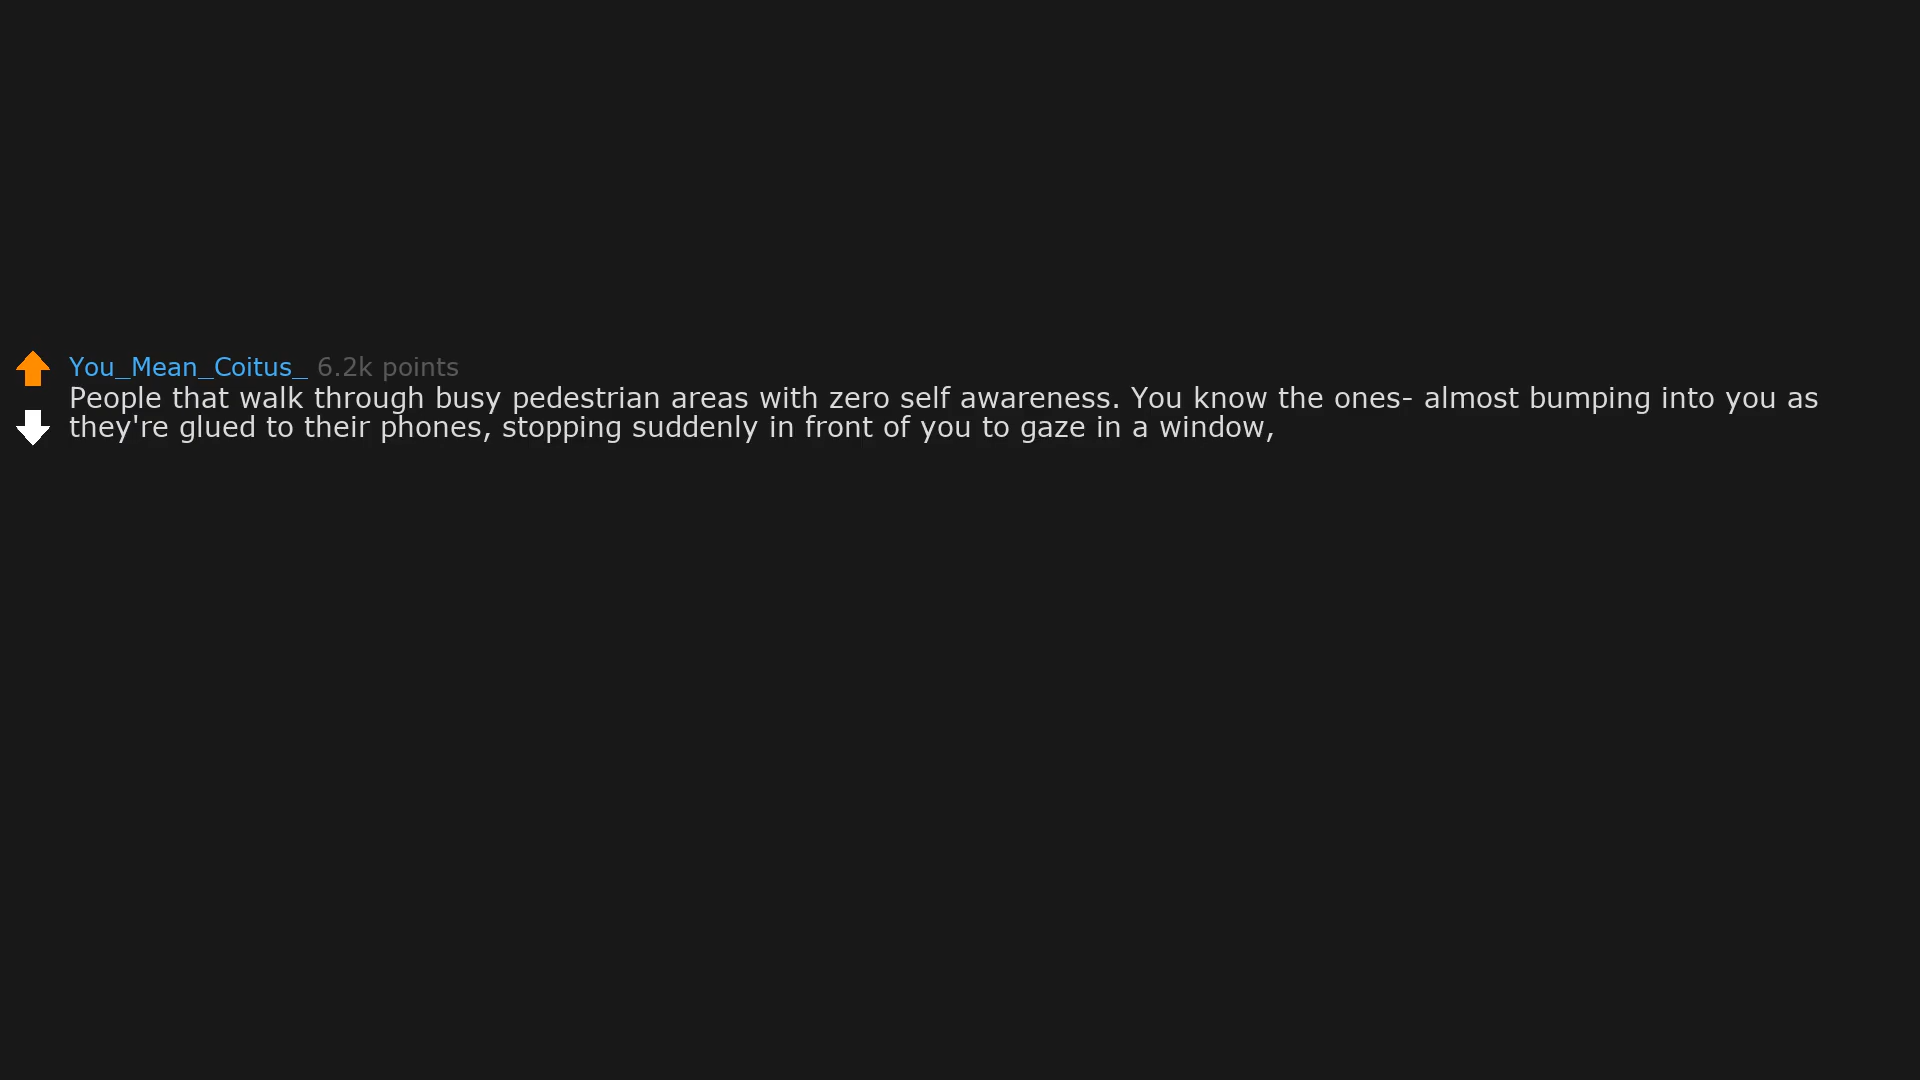 You_Mean_Coitus_ 6.2k points
People that walk through busy pedestrian areas with zero self awareness. You know the ones- almost bumping into you as
they're glued to their phones, stopping suddenly in front of you to gaze in a window,